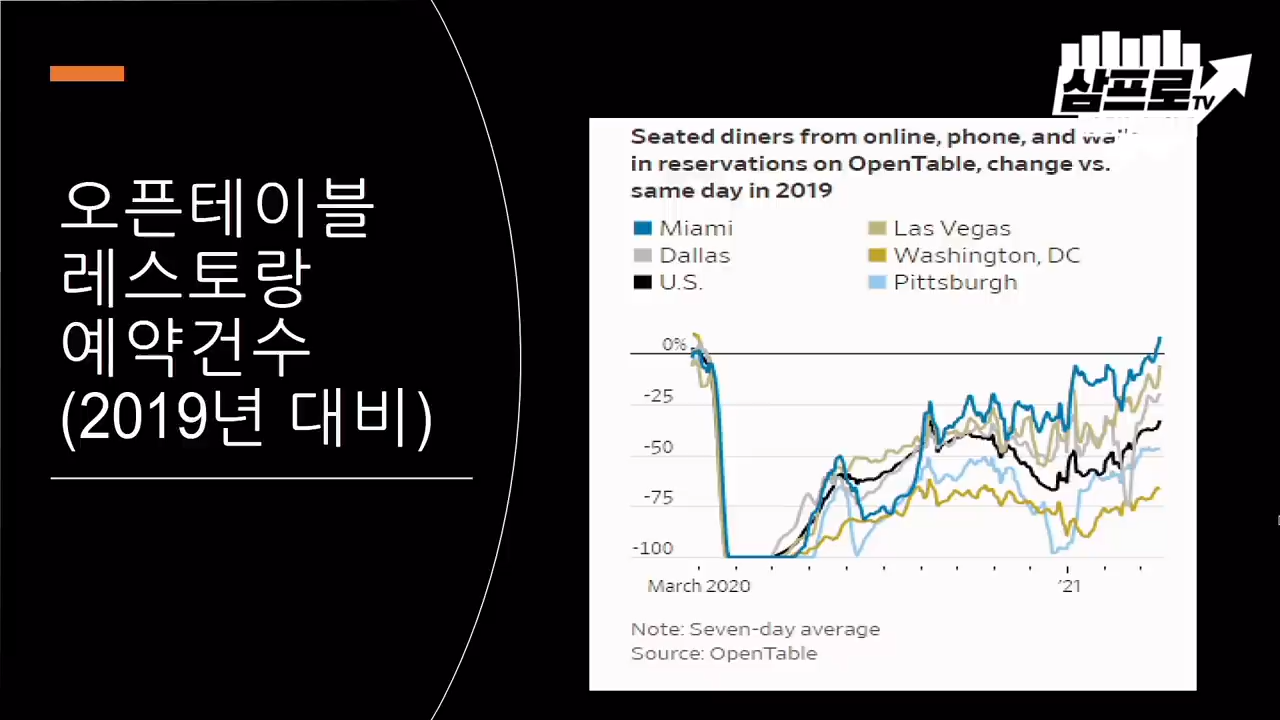 오픈테이블
레스토랑
예약건수
(2019년 대비)
삼프로TV
Seated diners from online, phone, and
in reservations on OpenTable, change vs.
same day in 2019
Miami
Las Vegas
Dallas
Washington, DC
U.S.
Pittsburgh
0%
-25
-50
-75
-100
March 2020
'21
Note: Seven-day average
Source: OpenTable